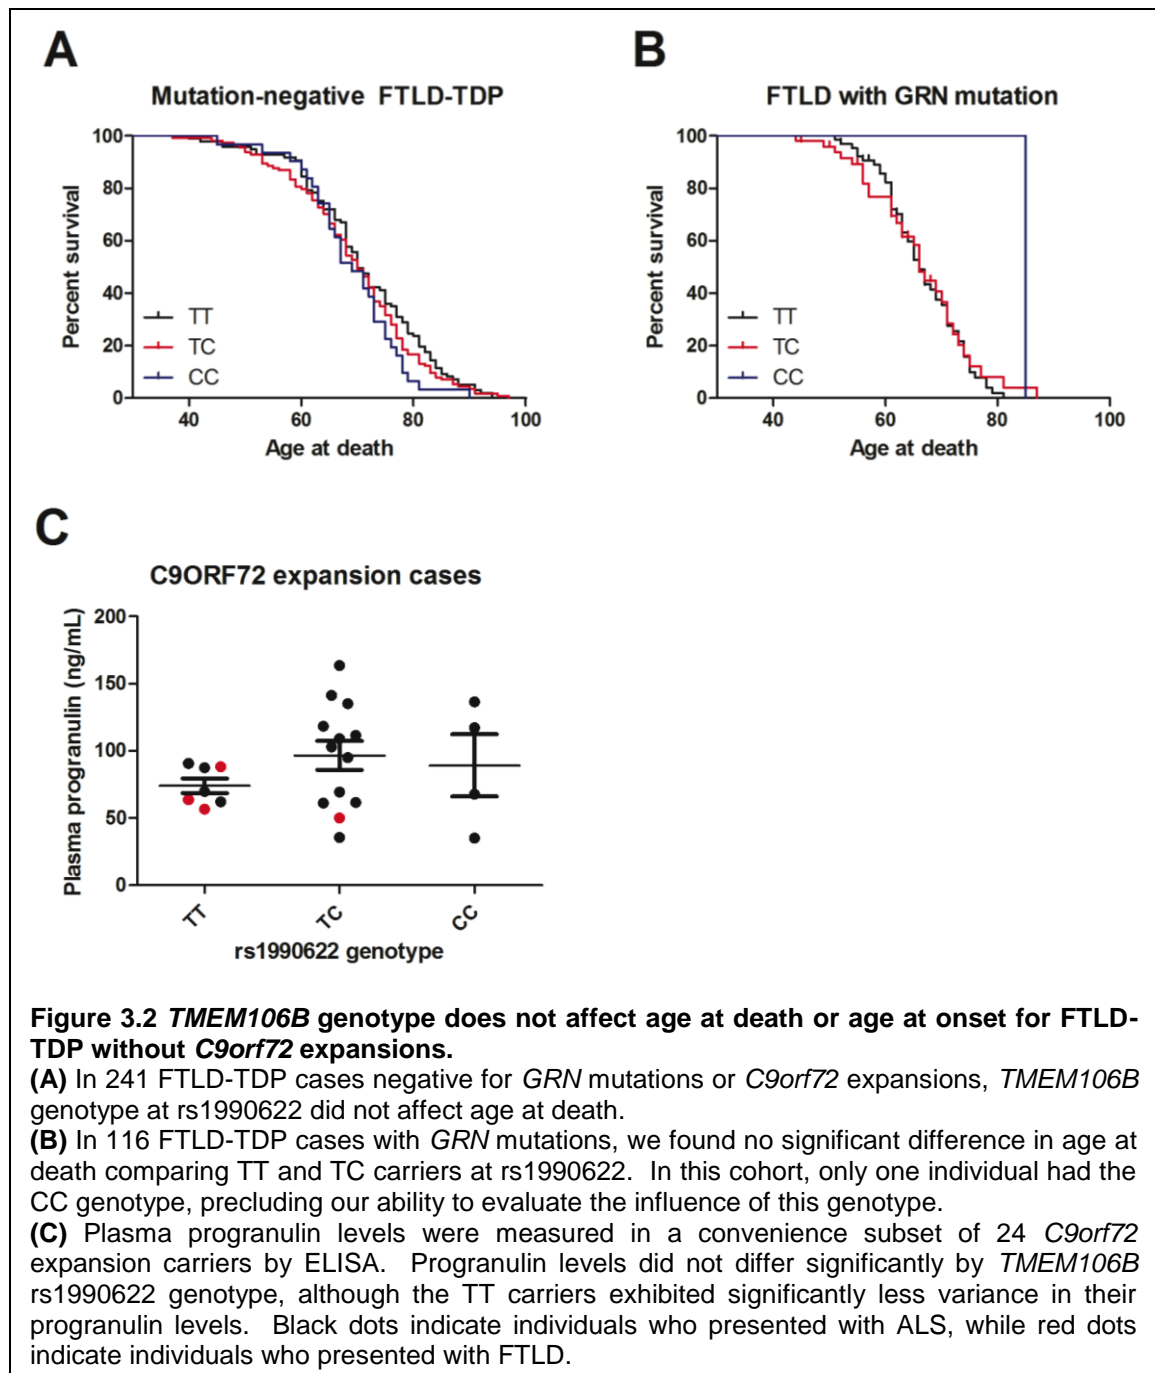 A
Mutation-negative FTLD-TDP
100
80
60
40
20
0
Percent survival
TT
TC
CC
40 60 80 100
Age at death
B
FTLD with GRN mutation
100
80
60
40
20
0
Percent survival
TT
TC
CC
40 60 80 100
Age at death
C
C9ORF72 expansion cases
200
150
100
50
0
Plasma progranulin (ng/mL)
TT TC CC
rs1990622 genotype
Figure 3.2 TMEM106B genotype does not affect age at death or age at onset for FTLD-
TDP without C9orf72 expansions.
(A) In 241 FTLD-TDP cases negative for GRN mutations or C9orf72 expansions, TMEM106B
genotype at rs1990622 did not affect age at death.
(B) In 116 FTLD-TDP cases with GRN mutations, we found no significant difference in age at
death comparing TT and TC carriers at rs1990622. In this cohort, only one individual had the
CC genotype, precluding our ability to evaluate the influence of this genotype.
(C) Plasma progranulin levels were measured in a convenience subset of 24 C9orf72
expansion carriers by ELISA. Progranulin levels did not differ significantly by TMEM106B
rs1990622 genotype, although the TT carriers exhibited significantly less variance in their
progranulin levels. Black dots indicate individuals who presented with ALS, while red dots
indicate individuals who presented with FTLD.